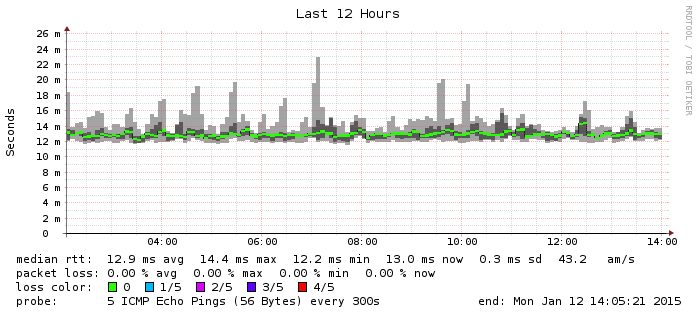 Last 12 Hours
RRDTOOL / TOBI OETIKER
Seconds
26 m
24 m
22 m
20 m
18 m
16 m
14 m
12 m
10 m
8 m
6 m
4 m
2 m
0
04:00 06:00 08:00 10:00 12:00 14:00
median rtt: 12.9 ms avg 14.4 ms max 12.2 ms min 13.0 ms now 0.3 ms sd 43.2 am/s
packet loss: 0.00 % avg 0.00 % max 0.00 % min 0.00 % now
loss color: 0 1/5 2/5 3/5 4/5
probe: 5 ICMP Echo Pings (56 Bytes) every 300s end: Mon Jan 12 14:05:21 2015